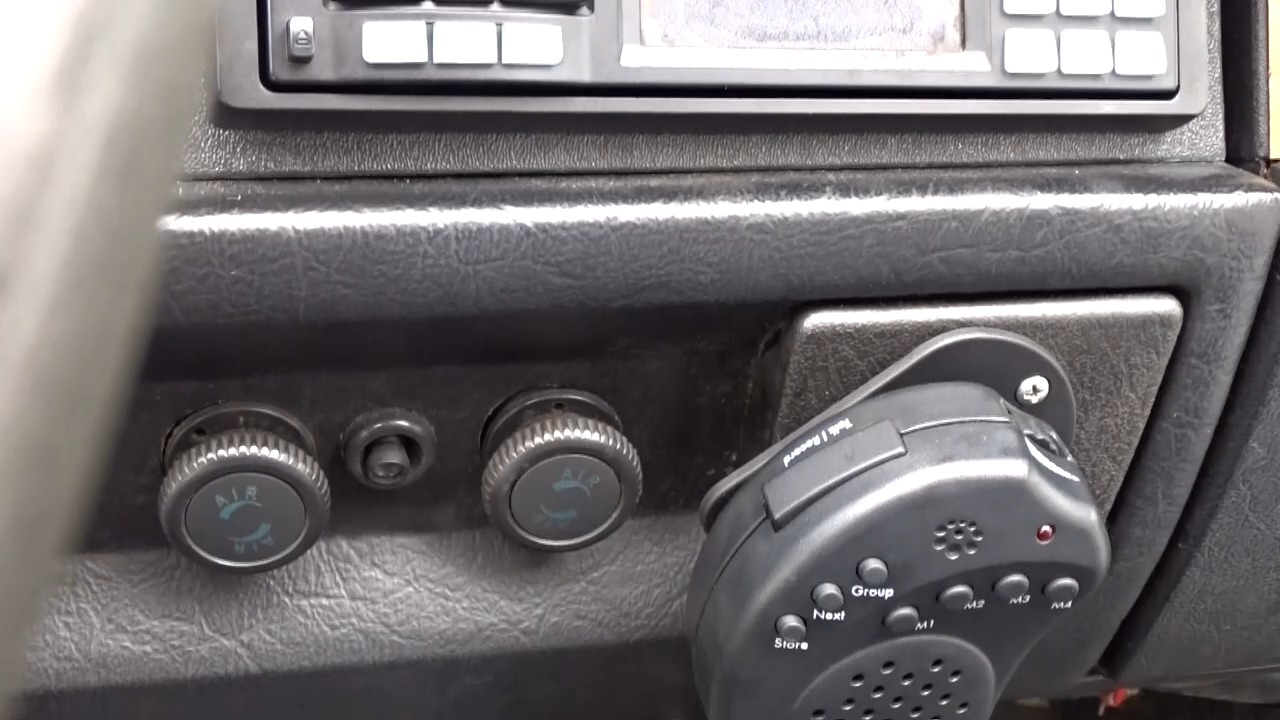 AIR
AIR
AIR
AIR
Talk / Record
Group
Next
Store
M1
M2
M3
M4